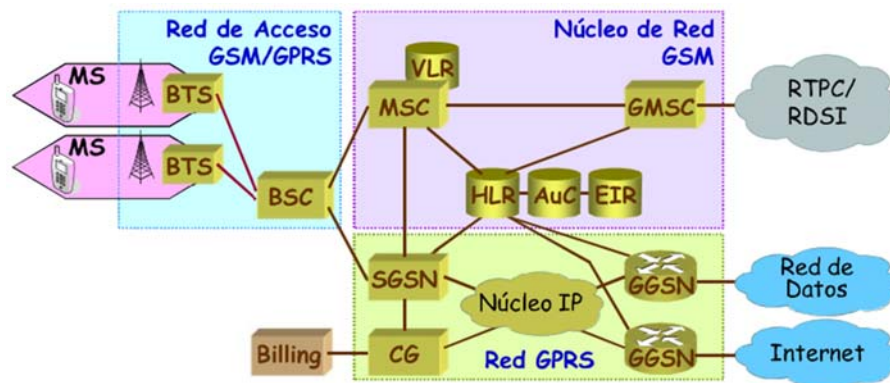 Red de Acceso
GSM/GPRS
Núcleo de Red
GSM
MS
BTS
VLR
MSC
GMSC
RTPC/
RDSI
MS
BTS
BSC
HLR
AuC
EIR
SGSN
Núcleo IP
GGSN
Red de
Datos
Billing
CG
Red GPRS
GGSN
Internet